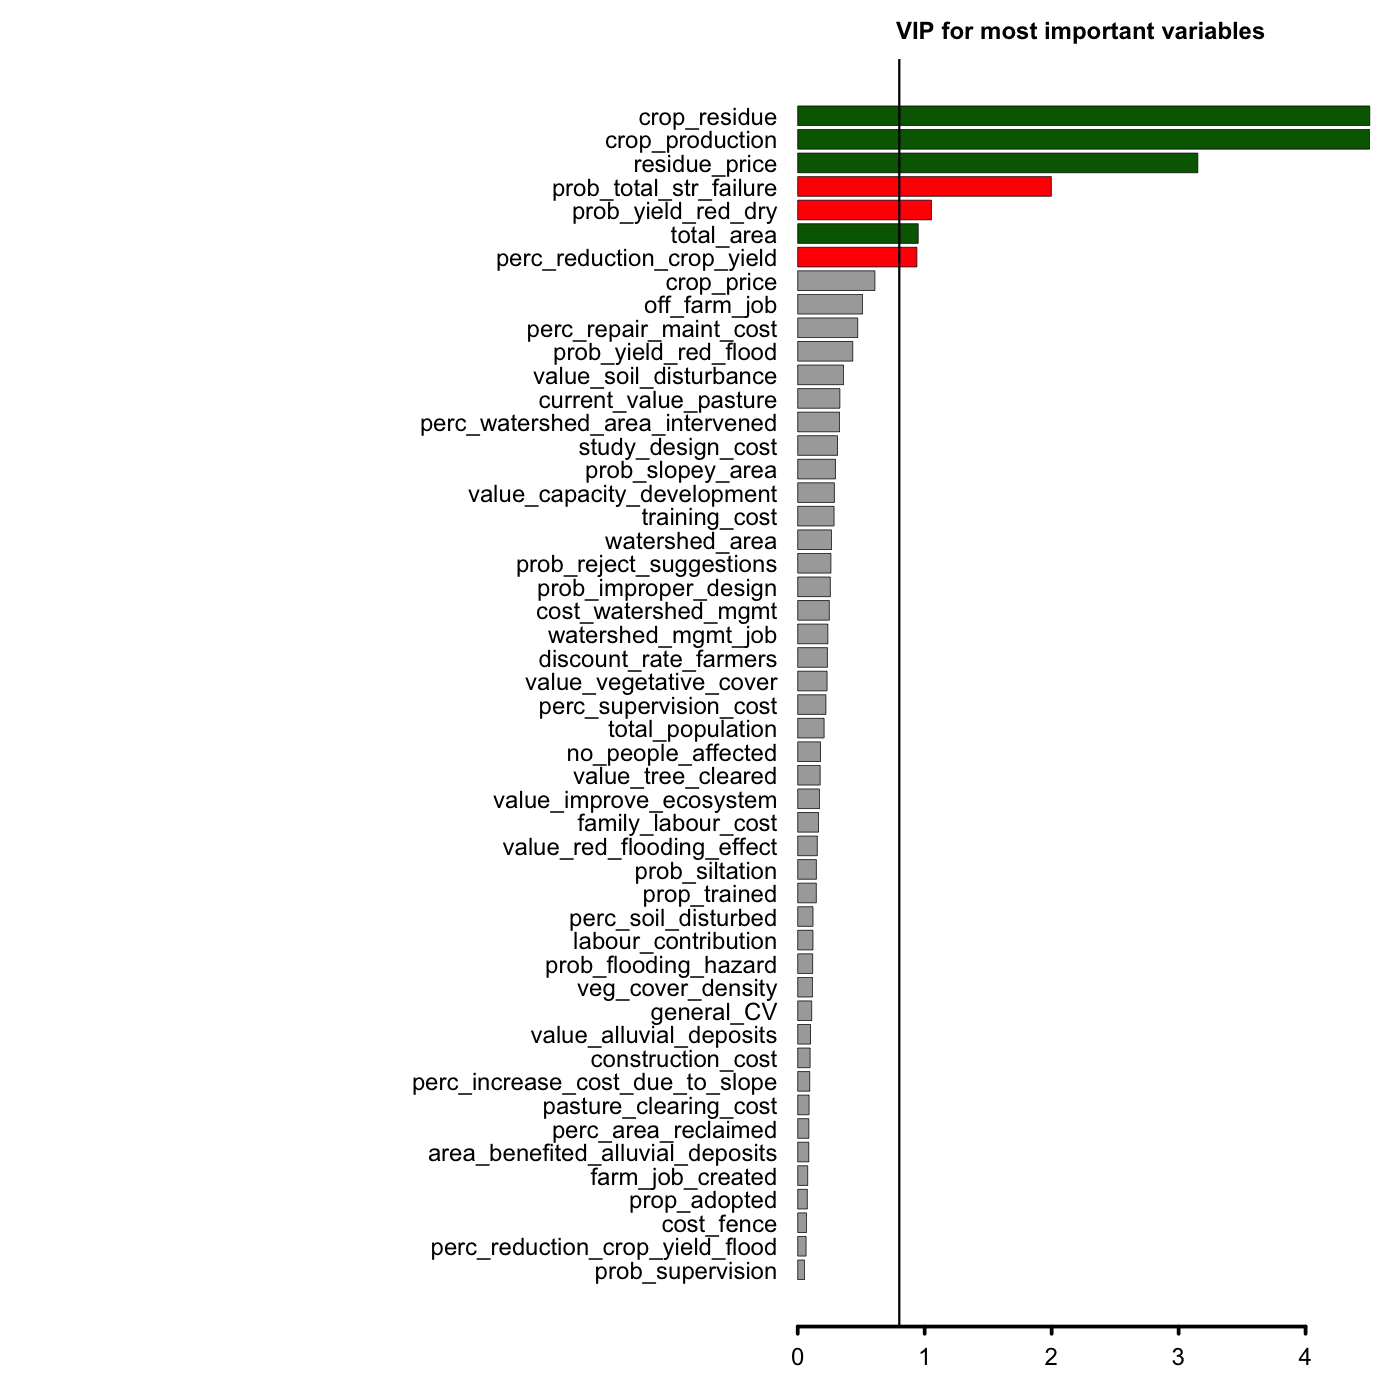 VIP for most important variables
crop_residue
crop_production
residue_price
prob_total_str_failure
prob_yield_red_dry
total_area
perc_reduction_crop_yield
crop_price
off_farm_job
perc_repair_maint_cost
prob_yield_red_flood
value_soil_disturbance
current_value_pasture
perc_watershed_area_intervened
study_design_cost
prob_slopey_area
value_capacity_development
training_cost
watershed_area
prob_reject_suggestions
prob_improper_design
cost_watershed_mgmt
watershed_mgmt_job
discount_rate_farmers
value_vegetative_cover
perc_supervision_cost
total_population
no_people_affected
value_tree_cleared
value_improve_ecosystem
family_labour_cost
value_red_flooding_effect
prob_siltation
prop_trained
perc_soil_disturbed
labour_contribution
prob_flooding_hazard
veg_cover_density
general_CV
value_alluvial_deposits
construction_cost
perc_increase_cost_due_to_slope
pasture_clearing_cost
perc_area_reclaimed
area_benefited_alluvial_deposits
farm_job_created
prop_adopted
cost_fence
perc_reduction_crop_yield_flood
prob_supervision
0 1 2 3 4